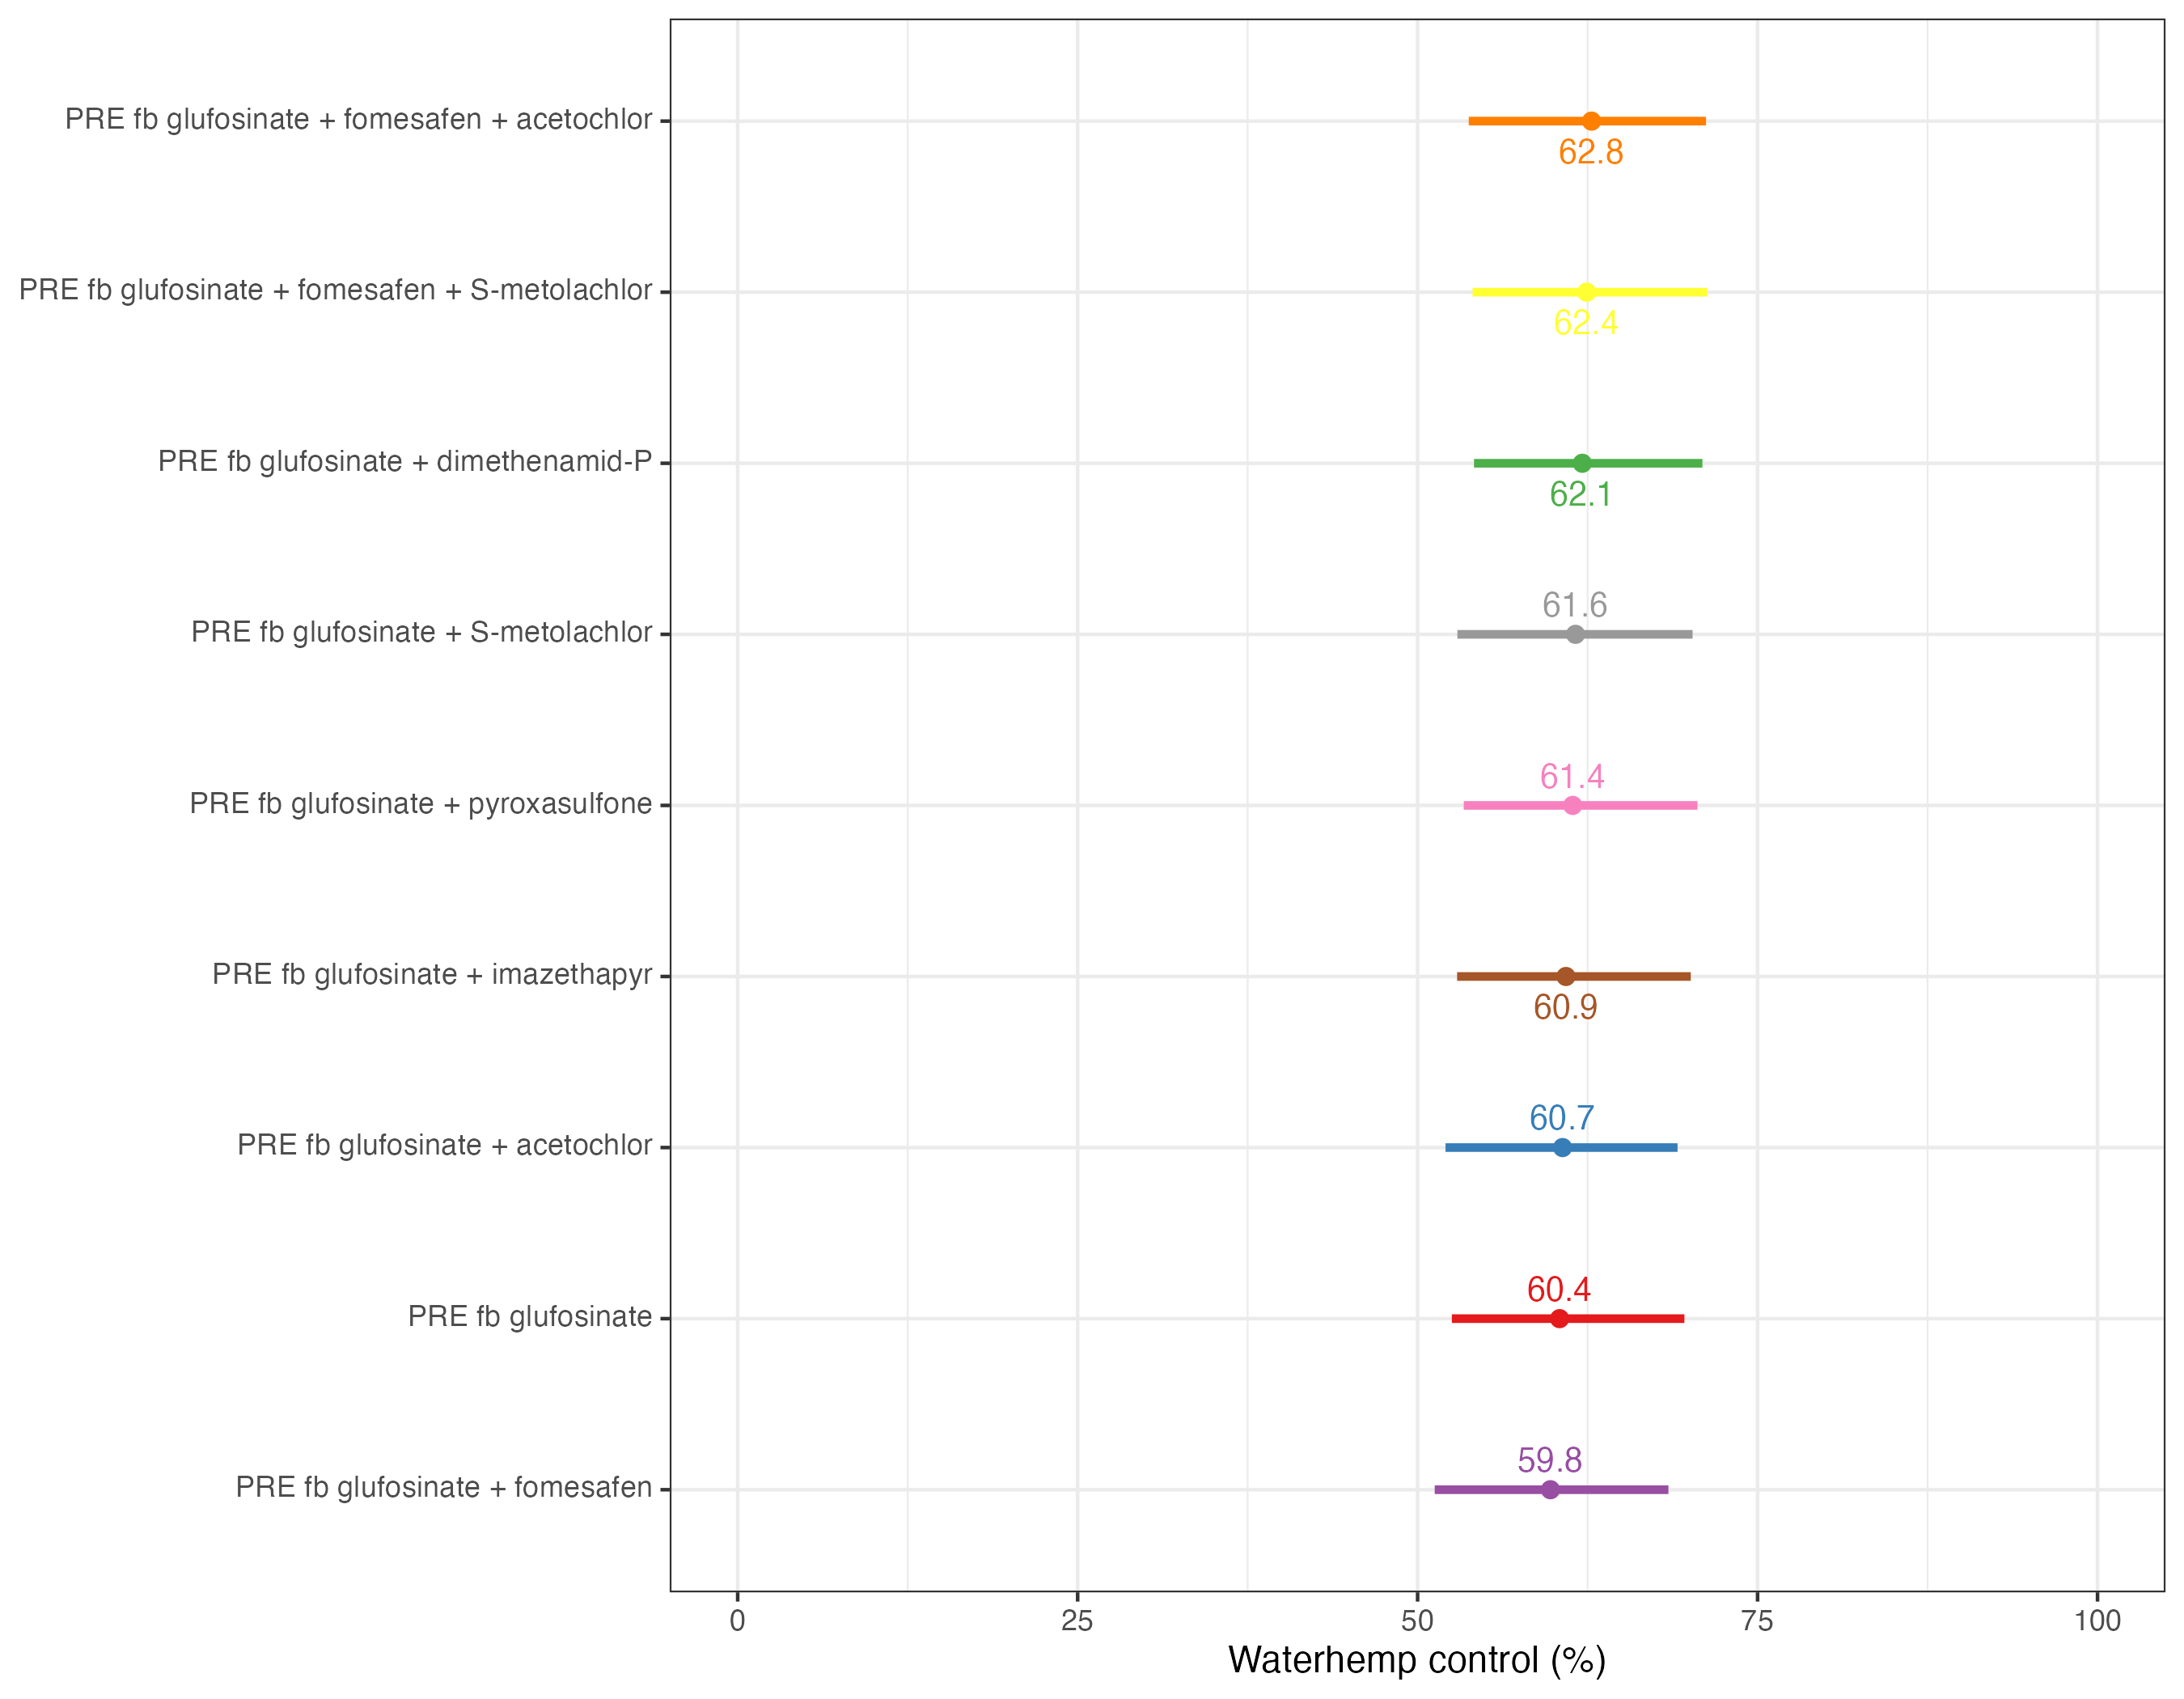 PRE fb glufosinate + fomesafen + acetochlor
62.8
PRE fb glufosinate + fomesafen + S-metolachlor
62.4
PRE fb glufosinate + dimethenamid-P
62.1
PRE fb glufosinate + S-metolachlor
61.6
PRE fb glufosinate + pyroxasulfone
61.4
PRE fb glufosinate + imazethapyr
60.9
PRE fb glufosinate + acetochlor
60.7
PRE fb glufosinate
60.4
PRE fb glufosinate + fomesafen
59.8
0 25 50 75 100
Waterhemp control (%)